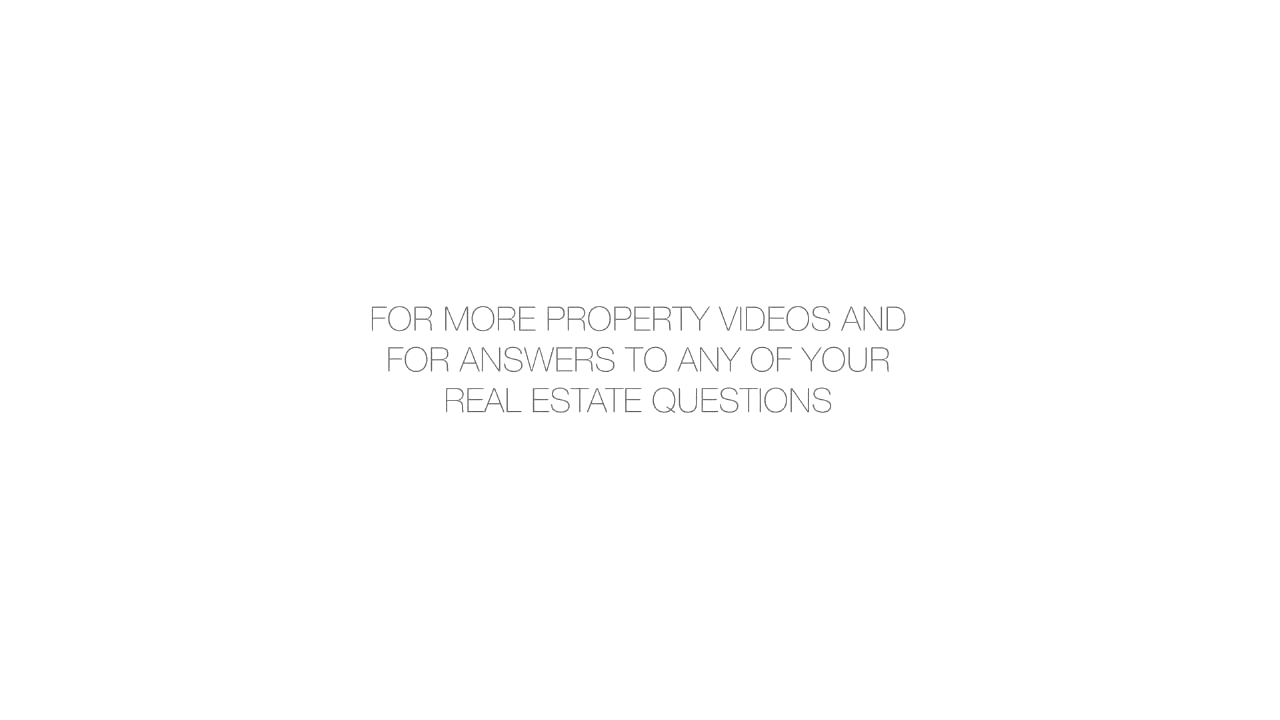 FOR MORE PROPERTY VIDEOS AND
FOR ANSWERS TO ANY OF YOUR
REAL ESTATE QUESTIONS